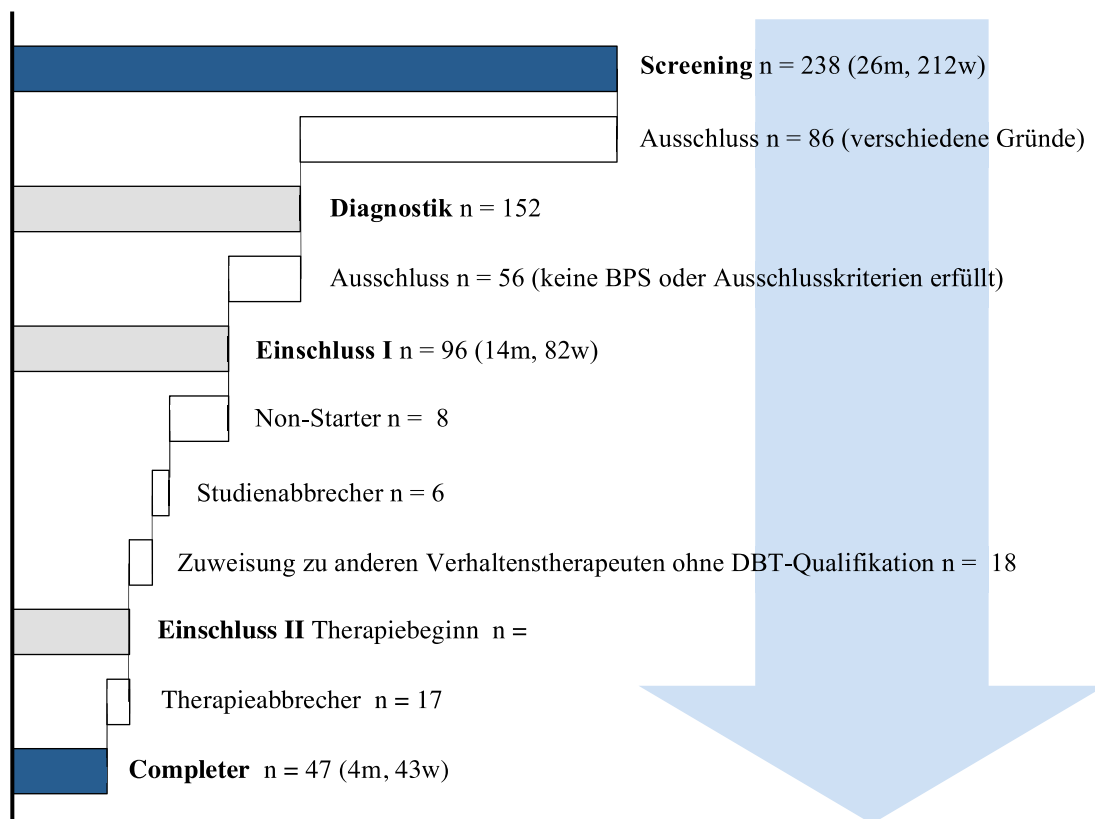 Screening n = 238 (26m, 212w)
Ausschluss n = 86 (verschiedene Gründe)
Diagnostik n = 152
Ausschluss n = 56 (keine BPS oder Ausschlusskriterien erfüllt)
Einschluss I n = 96 (14m, 82w)
Non-Starter n = 8
Studienabbrecher n = 6
Zuweisung zu anderen Verhaltenstherapeuten ohne DBT-Qualifikation n = 18
Einschluss II Therapiebeginn n =
Therapieabbrecher n = 17
Completer n = 47 (4m, 43w)